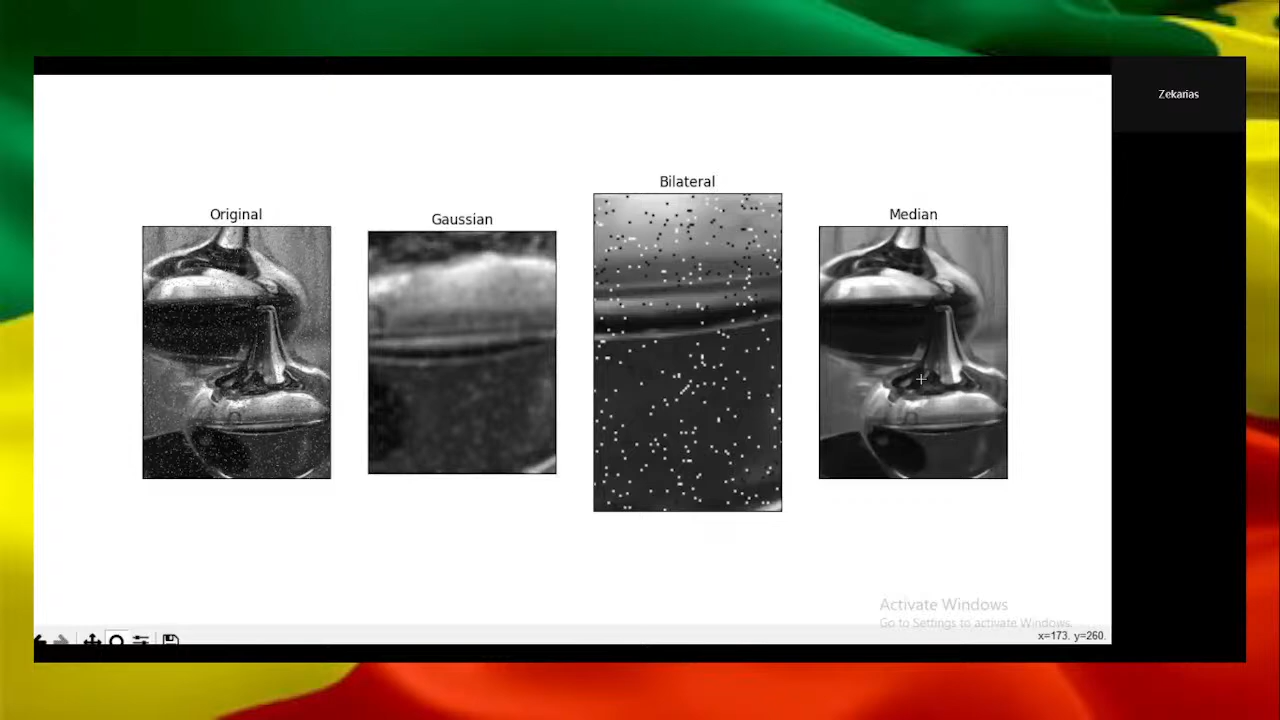 Zekarias
Bilateral
Original
Gaussian
Median
Activate Windows
Go to Settings to activate Windows.
x=173. y=260.